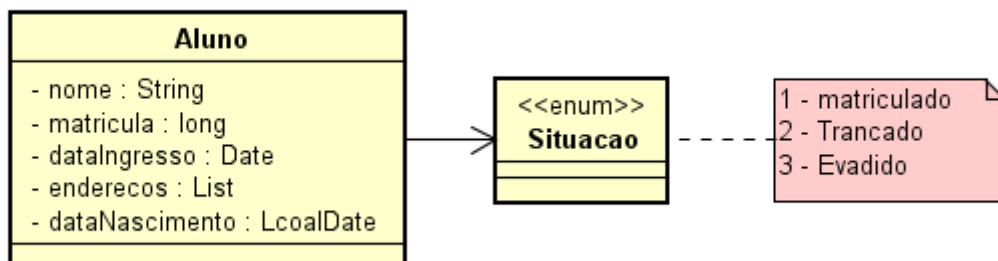 Aluno
- nome : String
- matricula : long
- dataIngresso : Date
- enderecos : List
- dataNascimento : LcoalDate
<<enum>>
Situacao
1 - matriculado
2 - Trancado
3 - Evadido